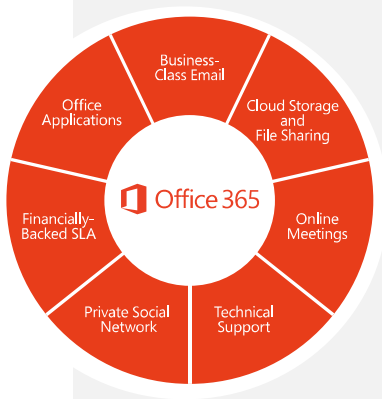 Business-
Class Email
Cloud Storage
and
File Sharing
Online
Meetings
Technical
Support
Private Social
Network
Financially-
Backed SLA
Office
Applications
Office 365